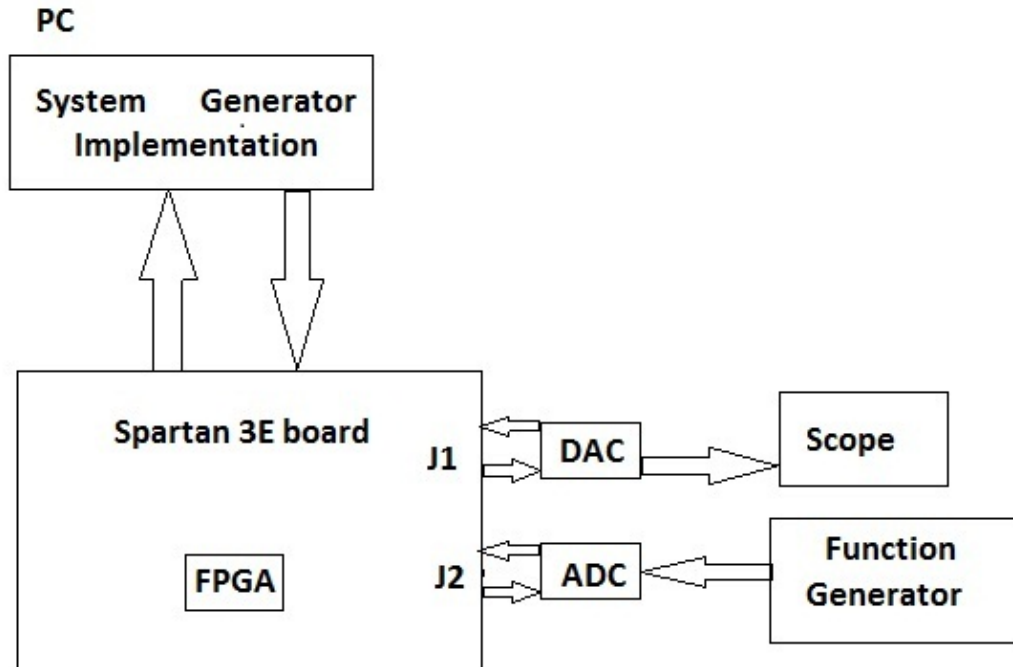 PC
System Generator
Implementation
Spartan 3E board
J1
DAC
Scope
FPGA
J2
ADC
Function
Generator